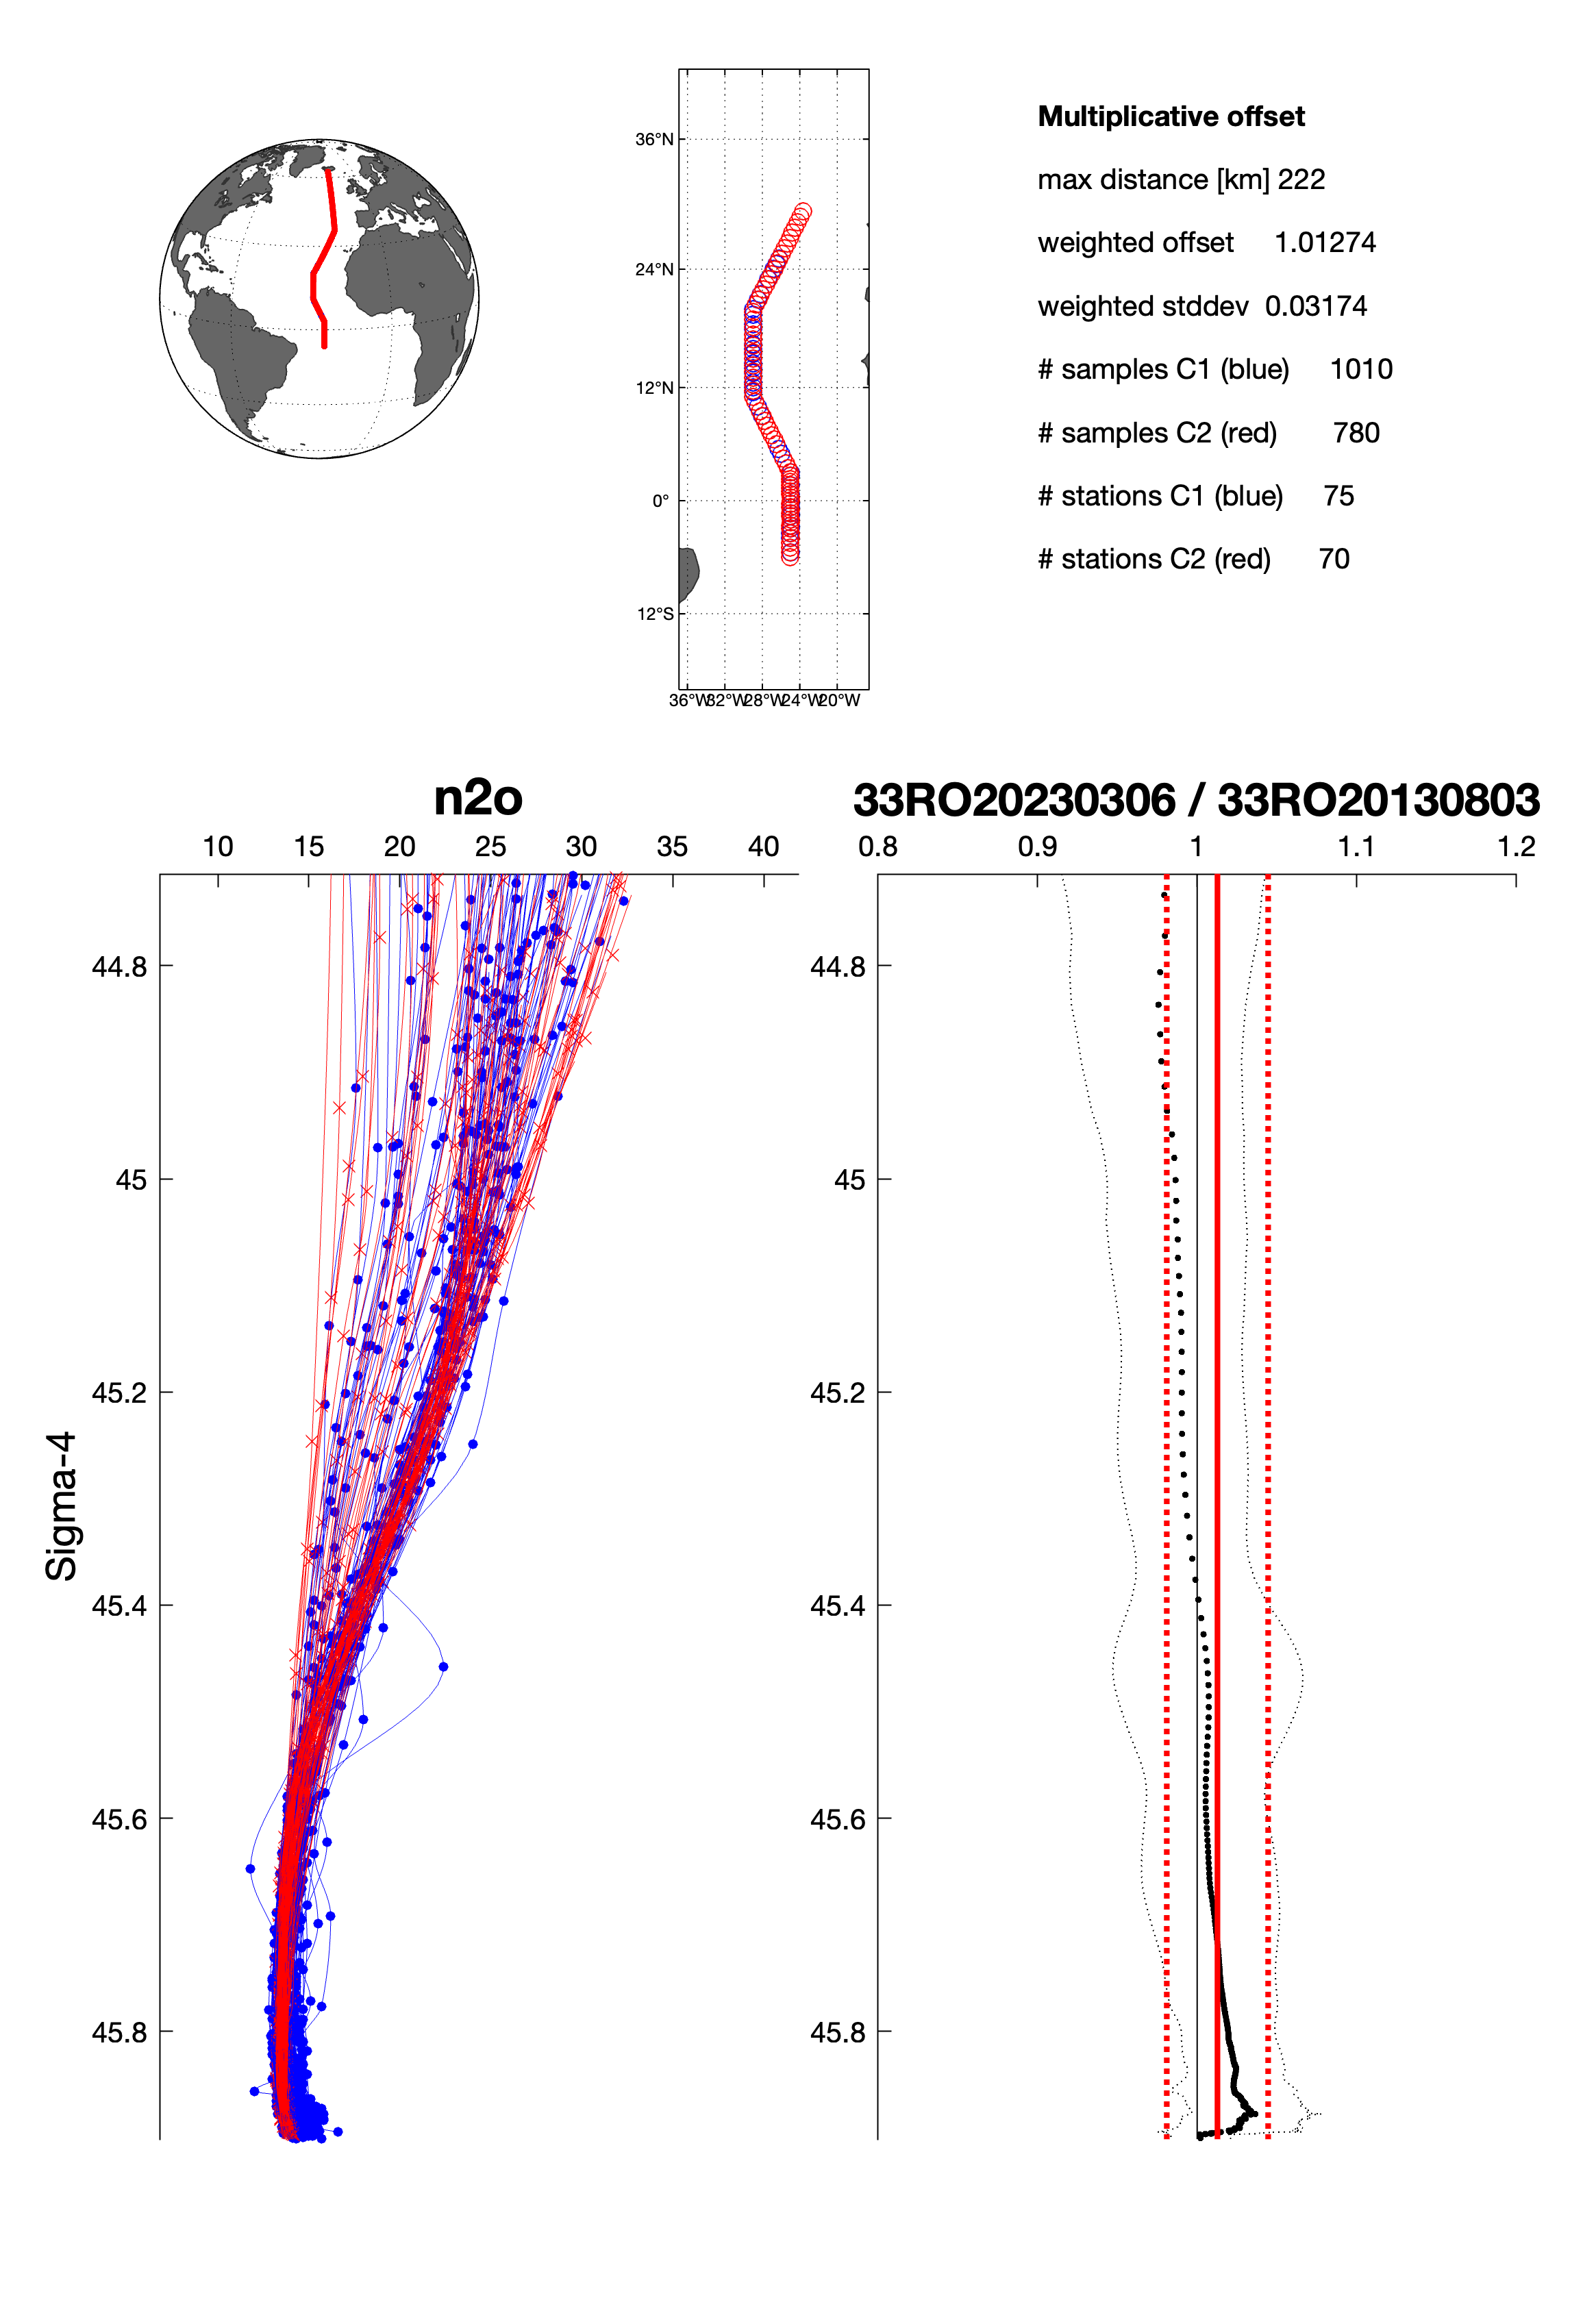 Multiplicative offset
max distance [km] 222
weighted offset 1.01274
weighted stddev 0.03174
# samples C1 (blue) 1010
# samples C2 (red) 780
# stations C1 (blue) 75
# stations C2 (red) 70
36°N
24°N
12°N
0°
12°S
36°W 32°W 28°W 24°W 20°W
n2o
10 15 20 25 30 35 40
Sigma-4
44.8
45
45.2
45.4
45.6
45.8
33RO20230306 / 33RO20130803
0.8 0.9 1 1.1 1.2
44.8
45
45.2
45.4
45.6
45.8